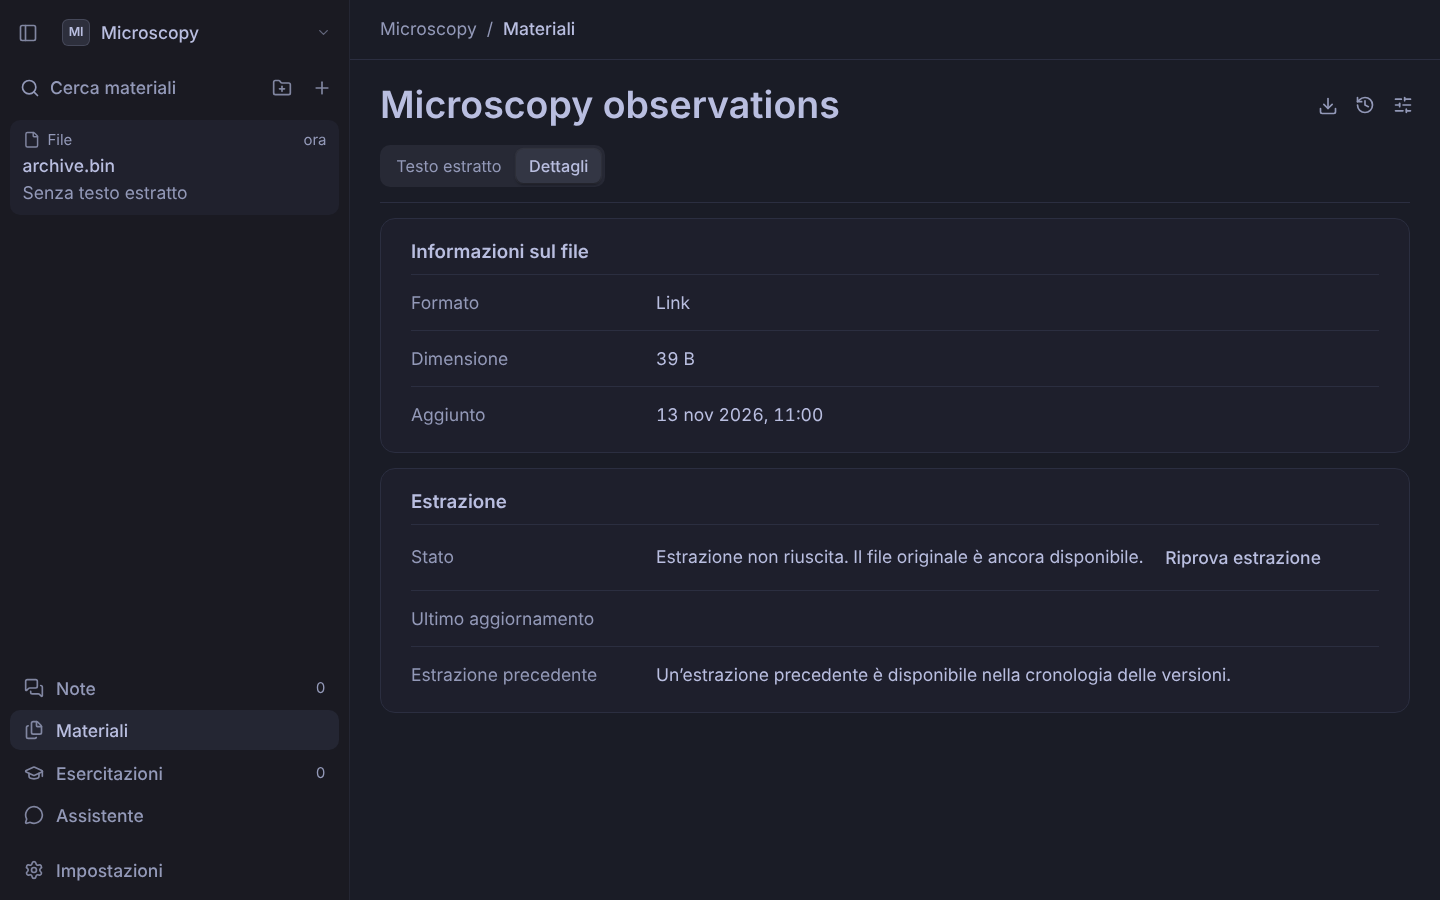 MI Microscopy
Cerca materiali
File ora
archive.bin
Senza testo estratto
Note 0
Materiali
Esercitazioni 0
Assistente
Impostazioni
Microscopy / Materiali
Microscopy observations
Testo estratto Dettagli
Informazioni sul file
Formato Link
Dimensione 39 B
Aggiunto 13 nov 2026, 11:00
Estrazione
Stato Estrazione non riuscita. Il file originale è ancora disponibile. Riprova estrazione
Ultimo aggiornamento
Estrazione precedente Un’estrazione precedente è disponibile nella cronologia delle versioni.